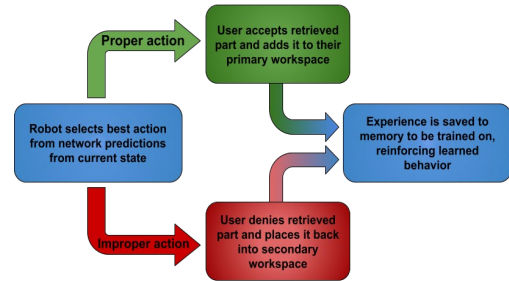 Proper action
User accepts retrieved
part and adds it to their
primary workspace
Robot selects best action
from network predictions
from current state
Experience is saved to
memory to be trained on,
reinforcing learned
behavior
Improper action
User denies retrieved
part and places it back
into secondary
workspace